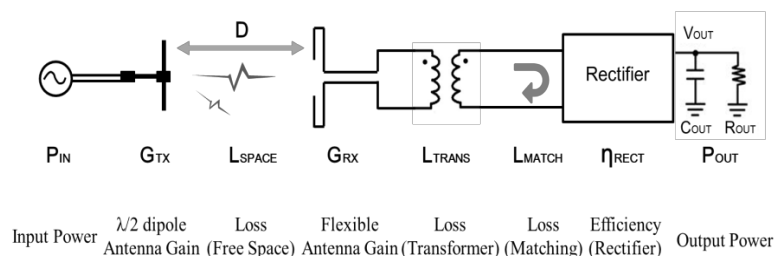 D
VOUT
Rectifier
COUT ROUT
PIN GTX LSPACE GRX LTRANS LMATCH ηRECT POUT
Input Power λ/2 dipole Loss Flexible Loss Loss Efficiency Output Power
Antenna Gain (Free Space) Antenna Gain (Transformer) (Matching) (Rectifier)